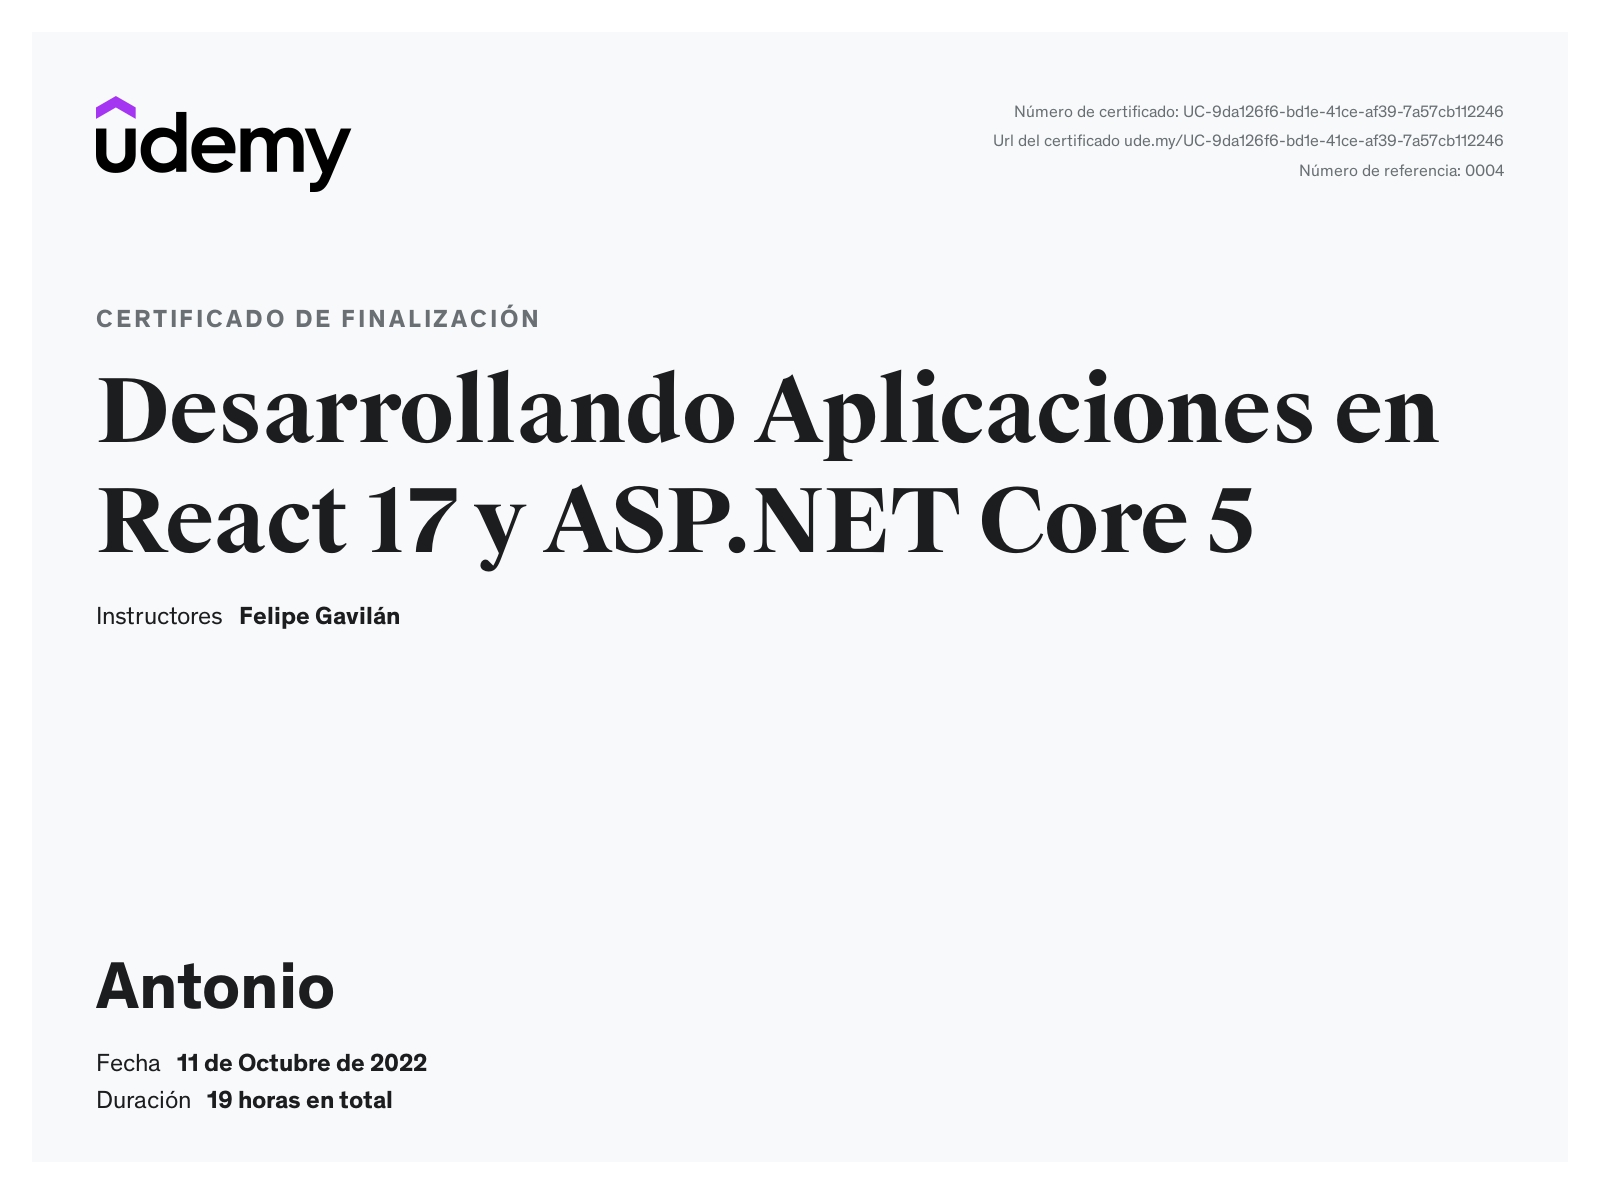 udemy
Número de certificado: UC-9da126f6-bd1e-41ce-af39-7a57cb112246
Url del certificado ude.my/UC-9da126f6-bd1e-41ce-af39-7a57cb112246
Número de referencia: 0004
CERTIFICADO DE FINALIZACIÓN
Desarrollando Aplicaciones en
React 17 y ASP.NET Core 5
Instructores Felipe Gavilán
Antonio
Fecha 11 de Octubre de 2022
Duración 19 horas en total